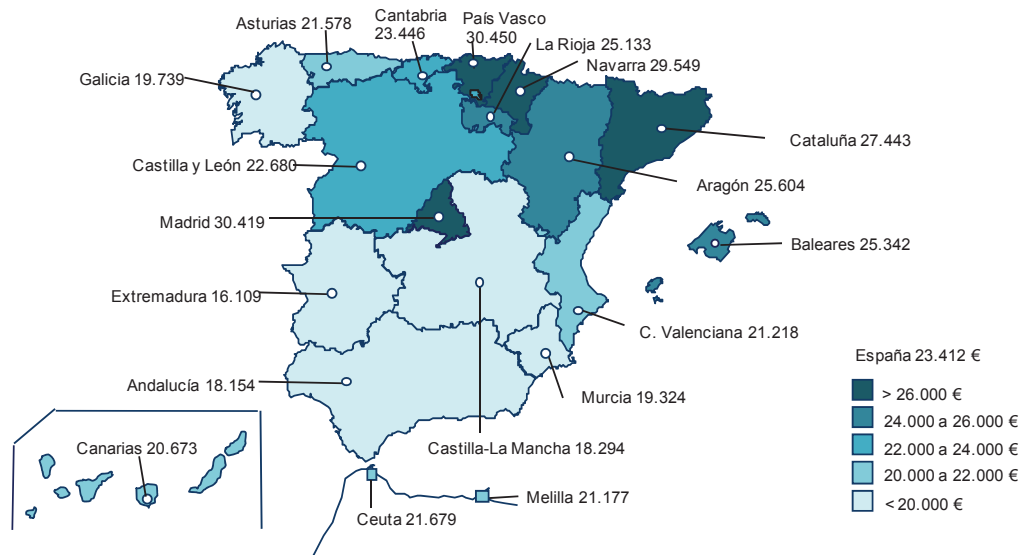 Asturias 21.578
Cantabria
23.446
País Vasco
30.450
La Rioja 25.133
Navarra 29.549
Galicia 19.739
Cataluña
27.443
Castilla y León 22.680
Aragón 25.604
Madrid 30.419
Baleares 25.342
Extremadura 16.109
C. Valenciana 21.218
España 23.412 €
> 26.000 €
24.000 a 26.000 €
22.000 a 24.000 €
20.000 a 22.000 €
< 20.000 €
Andalucía 18.154
Murcia 19.324
Canarias 20.673
Castilla-La Mancha 18.294
Melilla 21.177
Ceuta 21.679